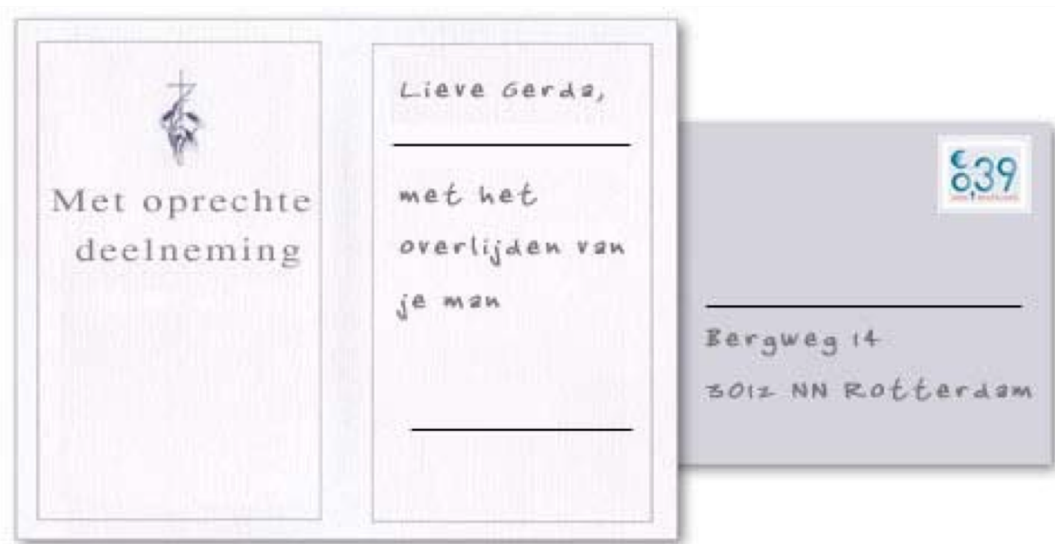 Met oprechte
deelneming
Lieve Gerda,
met het
overlijden van
je man
€0,39
Bergweg 14
3012 NN Rotterdam